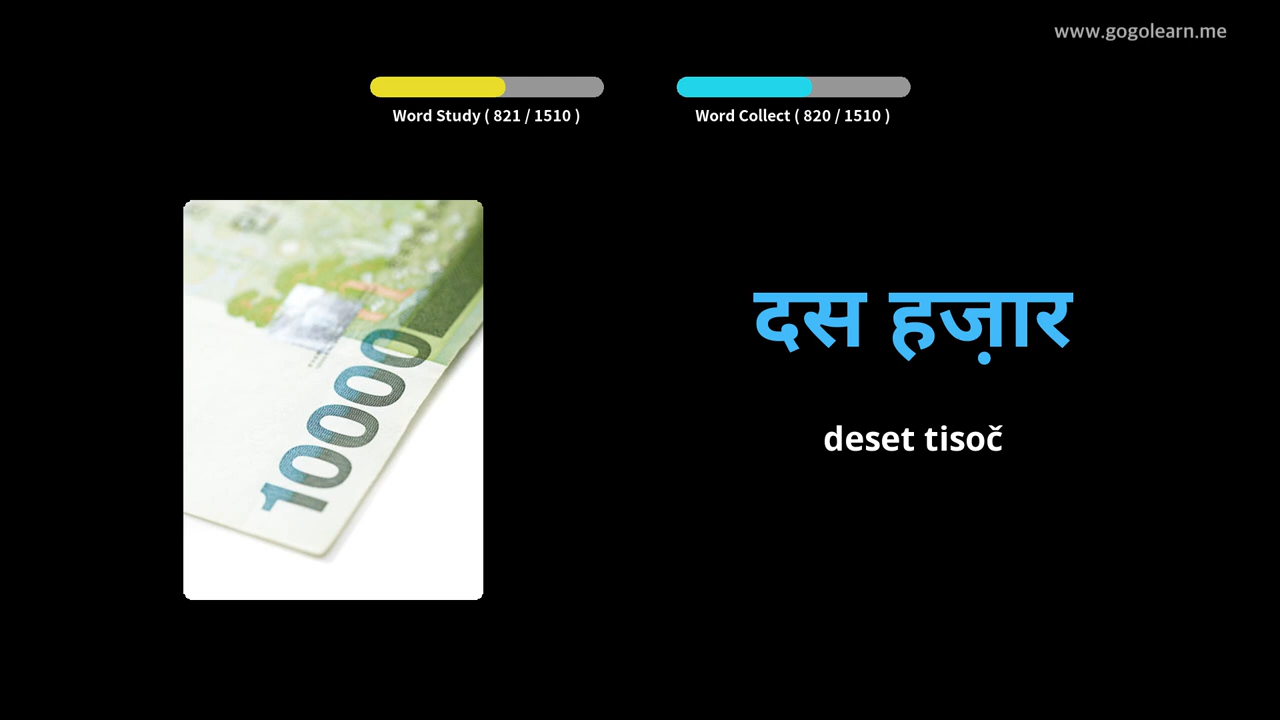 www.gogolearn.me
Word Study ( 821 / 1510 )
Word Collect ( 820 / 1510 )
10000
दस हज़ार
deset tisoč